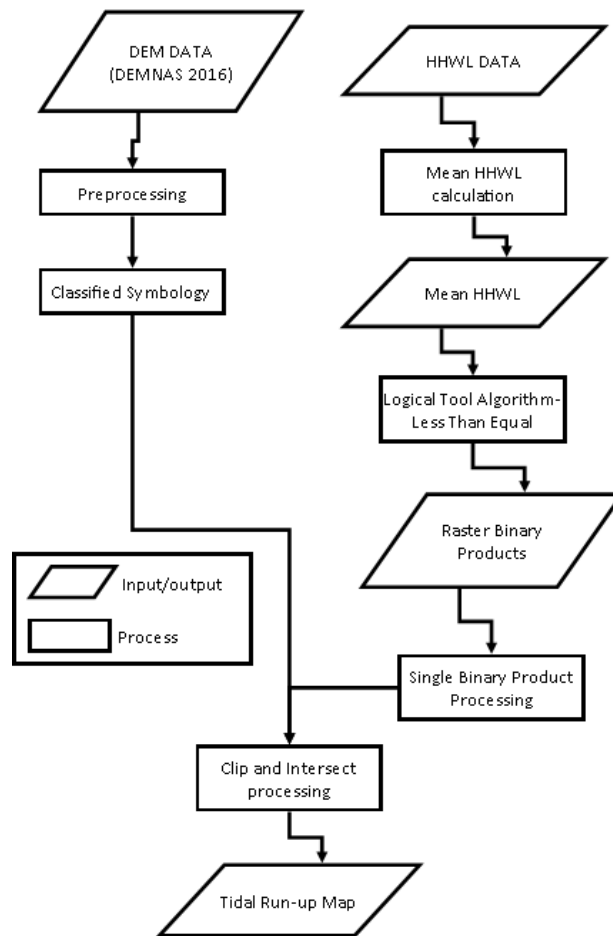 DEM DATA
(DEMNAS 2016)
Preprocessing
Classified Symbology
HHWL DATA
Mean HHWL
calculation
Mean HHWL
Logical Tool Algorithm-
Less Than Equal
Raster Binary
Products
Single Binary Product
Processing
Input/output
Process
Clip and Intersect
processing
Tidal Run-up Map